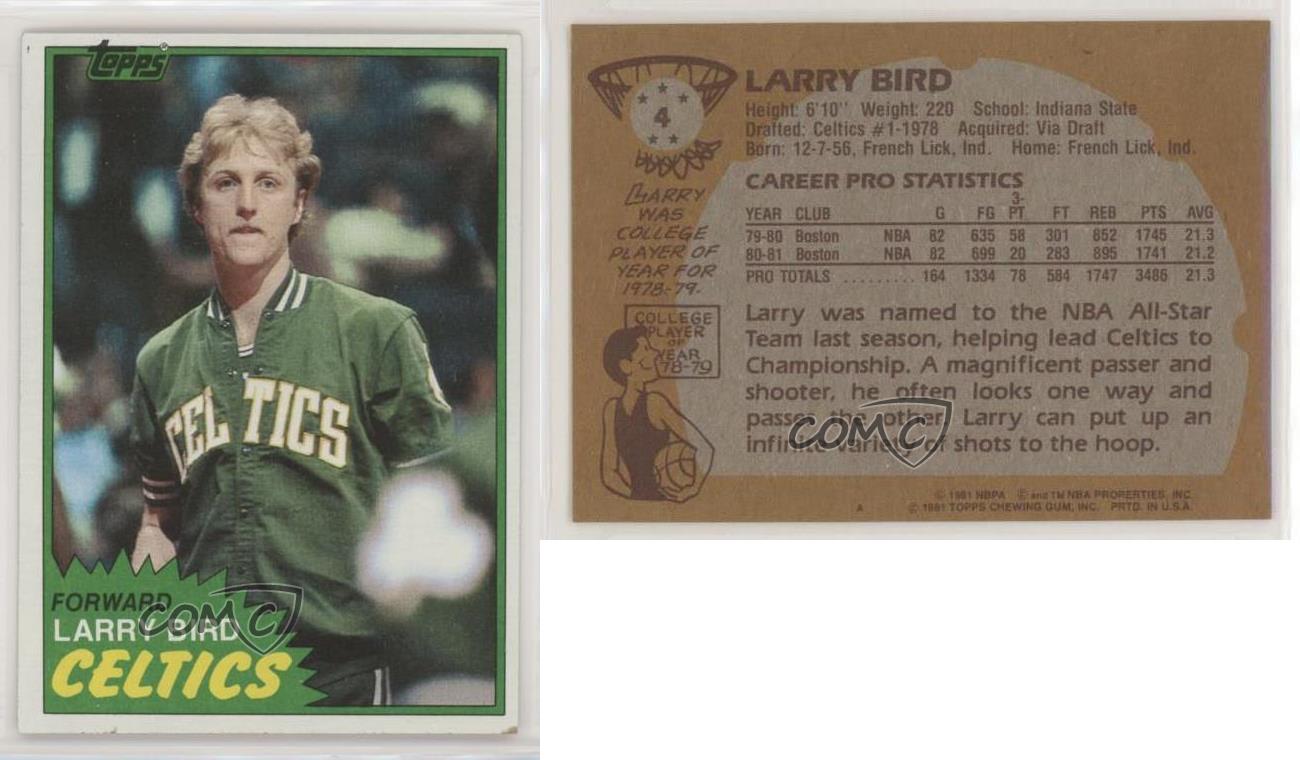 Topps®
FORWARD
LARRY BIRD
CELTICS
CELTICS
COMC
4
LARRY BIRD
Height: 6'10" Weight: 220 School: Indiana State
Drafted: Celtics #1-1978 Acquired: Via Draft
Born: 12-7-56, French Lick, Ind. Home: French Lick, Ind.
LARRY
WAS
COLLEGE
PLAYER OF
YEAR FOR
1978-79.
COLLEGE
PLAYER
OF
YEAR
78-79
CAREER PRO STATISTICS
YEAR CLUB G FG 3-PT FT REB PTS AVG
79-80 Boston NBA 82 635 58 301 852 1745 21.3
80-81 Boston NBA 82 699 20 283 895 1741 21.2
PRO TOTALS ......... 164 1334 78 584 1747 3486 21.3
Larry was named to the NBA All-Star
Team last season, helping lead Celtics to
Championship. A magnificent passer and
shooter, he often looks one way and
passes the other. Larry can put up an
infinite variety of shots to the hoop.
COMC
© 1981 NBPA © and TM NBA PROPERTIES, INC.
A © 1981 TOPPS CHEWING GUM, INC. PRTD. IN U.S.A.